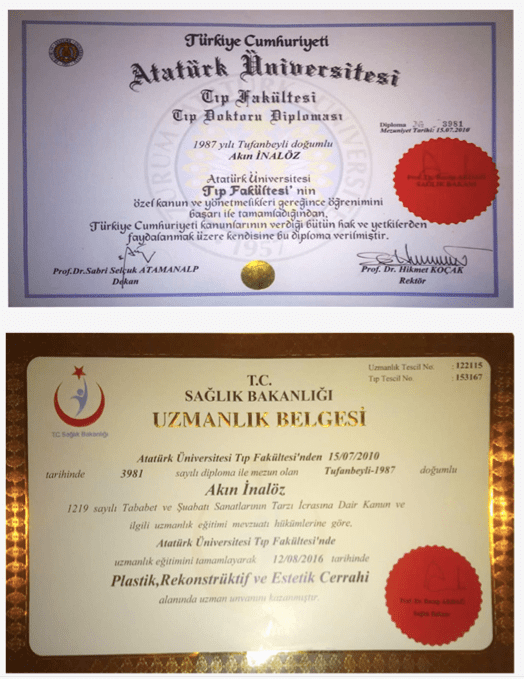 Türkiye Cumhuriyeti
Atatürk Üniversitesi
Tıp Fakültesi
Tıp Doktoru Diploması
Diploma 3981
Mezuniyet Tarihi: 15.07.2010
1987 yılı Tufanbeyli doğumlu
Akın İNALÖZ
Atatürk Üniversitesi
Tıp Fakültesi' nin
özel kanun ve yönetmelikleri gereğince öğrenimini
başarı ile tamamladığından,
Türkiye Cumhuriyeti kanunlarının verdiği bütün hak ve yetkilerden
faydalanmak üzere kendisine bu diploma verilmiştir.
Prof.Dr.Sabri Selçuk ATAMANALP
Dekan
Prof. Dr. Hikmet KOÇAK
Rektör
Uzmanlık Tescil No. : 122115
Tıp Tescil No. : 153167
T.C.
SAĞLIK BAKANLIĞI
UZMANLIK BELGESİ
T.C. Sağlık Bakanlığı
Atatürk Üniversitesi Tıp Fakültesi'nden 15/07/2010
tarihinde 3981 sayılı diploma ile mezun olan Tufanbeyli-1987 doğumlu
Akın İnalöz
1219 sayılı Tababet ve Şuabatı Sanatlarının Tarzı İcrasına Dair Kanun ve
ilgili uzmanlık eğitimi mevzuatı hükümlerine göre,
Atatürk Üniversitesi Tıp Fakültesi'nde
uzmanlık eğitimini tamamlayarak 12/08/2016 tarihinde
Plastik,Rekonstrüktif ve Estetik Cerrahi
alanında uzman unvanını kazanmıştır.